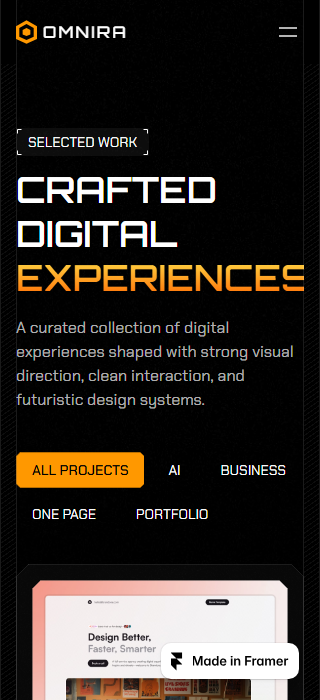 OMNIRA
SELECTED WORK
CRAFTED
DIGITAL
EXPERIENCES
A curated collection of digital
experiences shaped with strong visual
direction, clean interaction, and
futuristic design systems.
ALL PROJECTS
AI
BUSINESS
ONE PAGE
PORTFOLIO
Design Better,
Faster, Smarter
Made in Framer